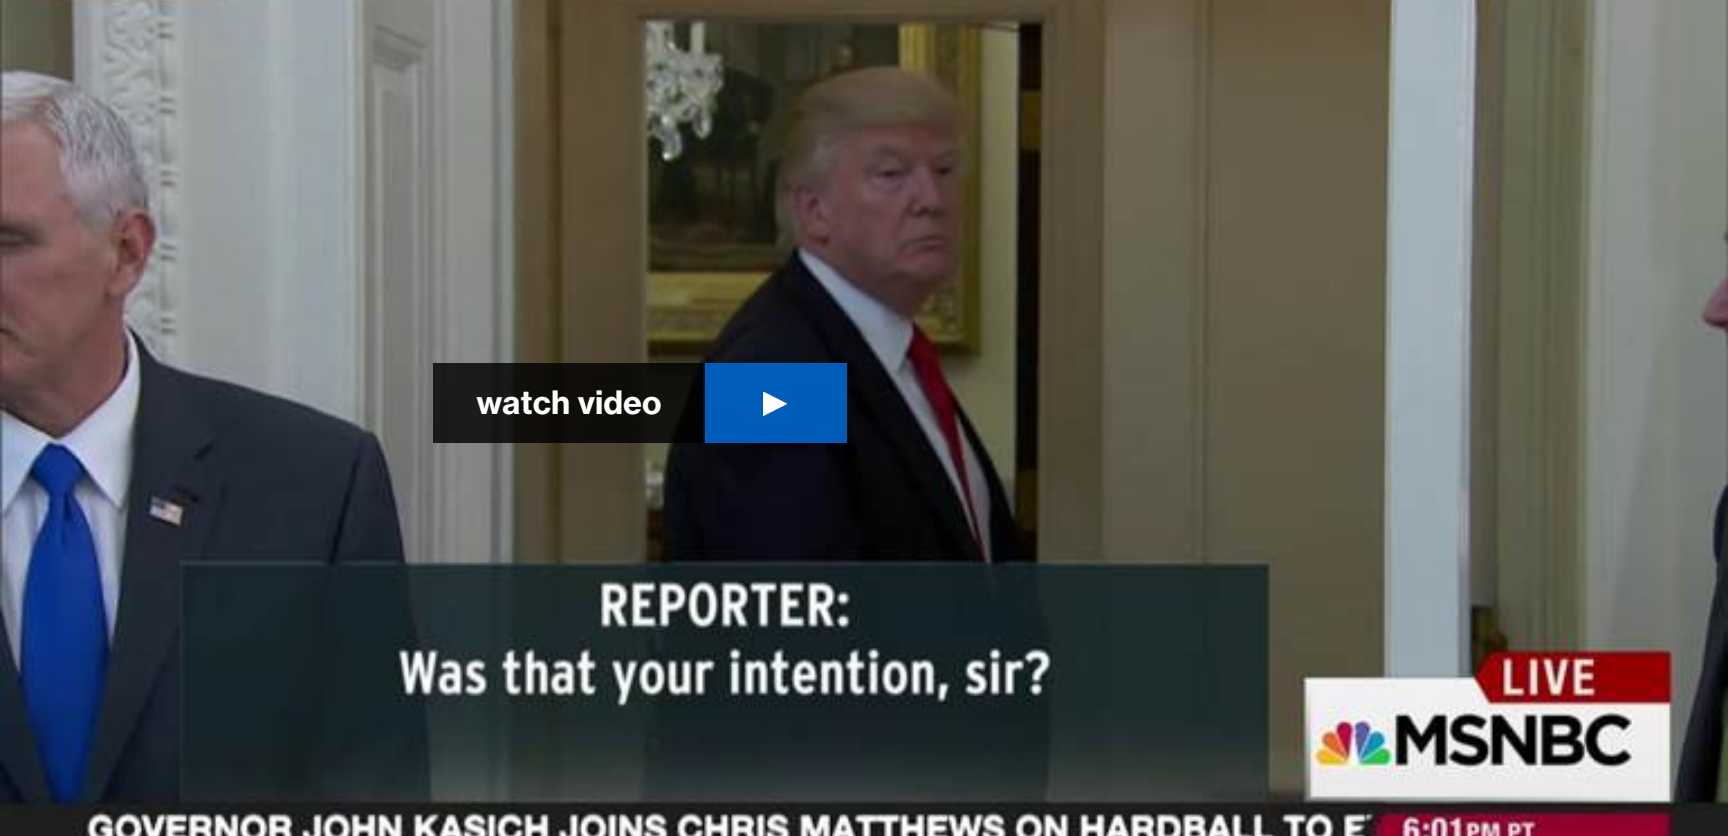 watch video
REPORTER:
Was that your intention, sir?
LIVE
MSNBC
GOVERNOR JOHN KASICH JOINS CHRIS MATTHEWS ON HARDBALL TO
6:01PM PT